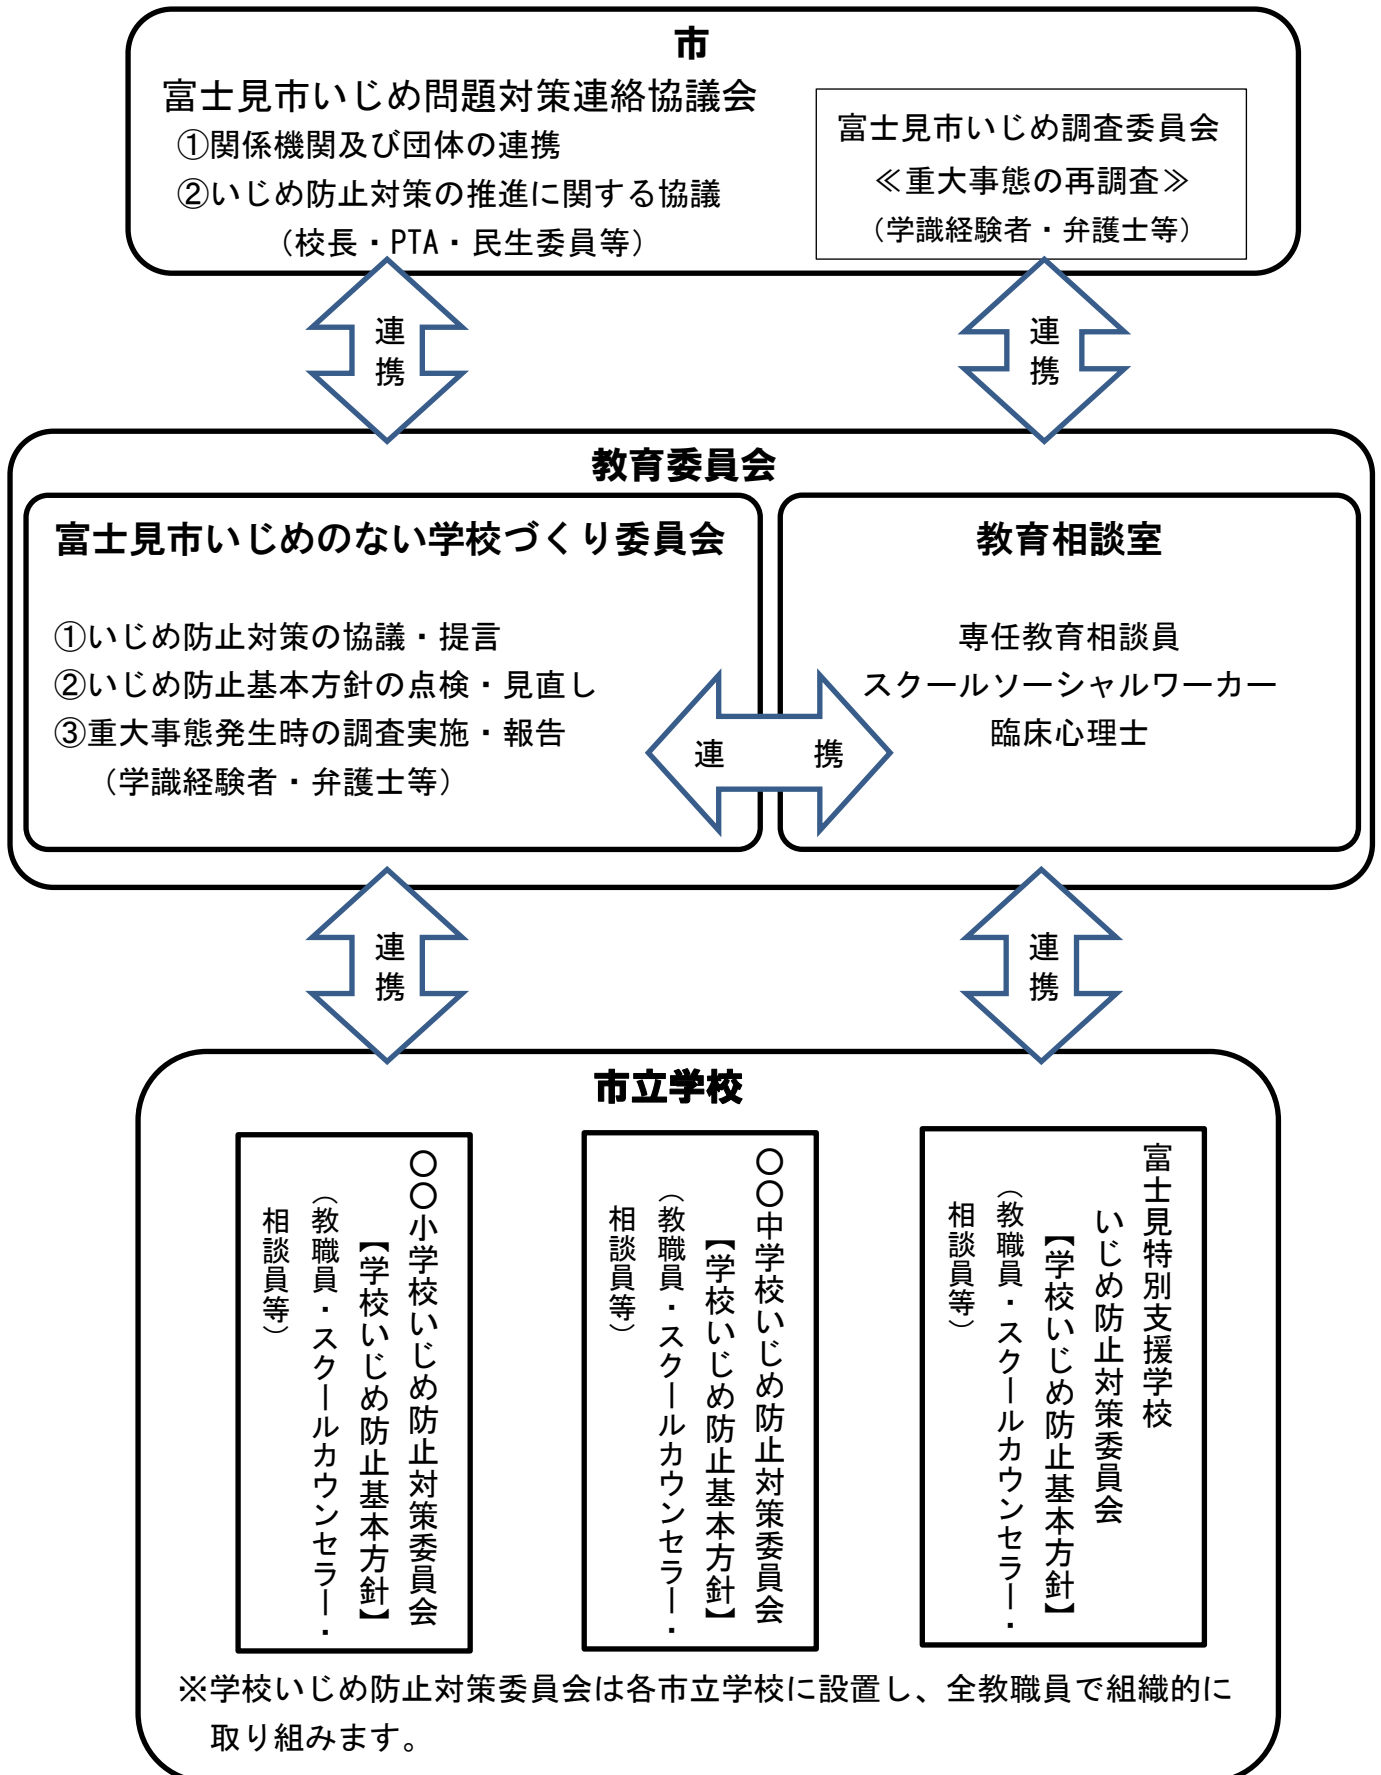 市
富士見市いじめ問題対策連絡協議会
①関係機関及び団体の連携
②いじめ防止対策の推進に関する協議
（校長・PTA・民生委員等）
富士見市いじめ調査委員会
≪重大事態の再調査≫
（学識経験者・弁護士等）
連携
連携
教育委員会
富士見市いじめのない学校づくり委員会
①いじめ防止対策の協議・提言
②いじめ防止基本方針の点検・見直し
③重大事態発生時の調査実施・報告
（学識経験者・弁護士等）
連　携
教育相談室
専任教育相談員
スクールソーシャルワーカー
臨床心理士
連携
連携
市立学校
〇〇小学校いじめ防止対策委員会
【学校いじめ防止基本方針】
（教職員・スクールカウンセラー・
相談員等）
〇〇中学校いじめ防止対策委員会
【学校いじめ防止基本方針】
（教職員・スクールカウンセラー・
相談員等）
富士見特別支援学校
いじめ防止対策委員会
【学校いじめ防止基本方針】
（教職員・スクールカウンセラー・
相談員等）
※学校いじめ防止対策委員会は各市立学校に設置し、全教職員で組織的に
取り組みます。